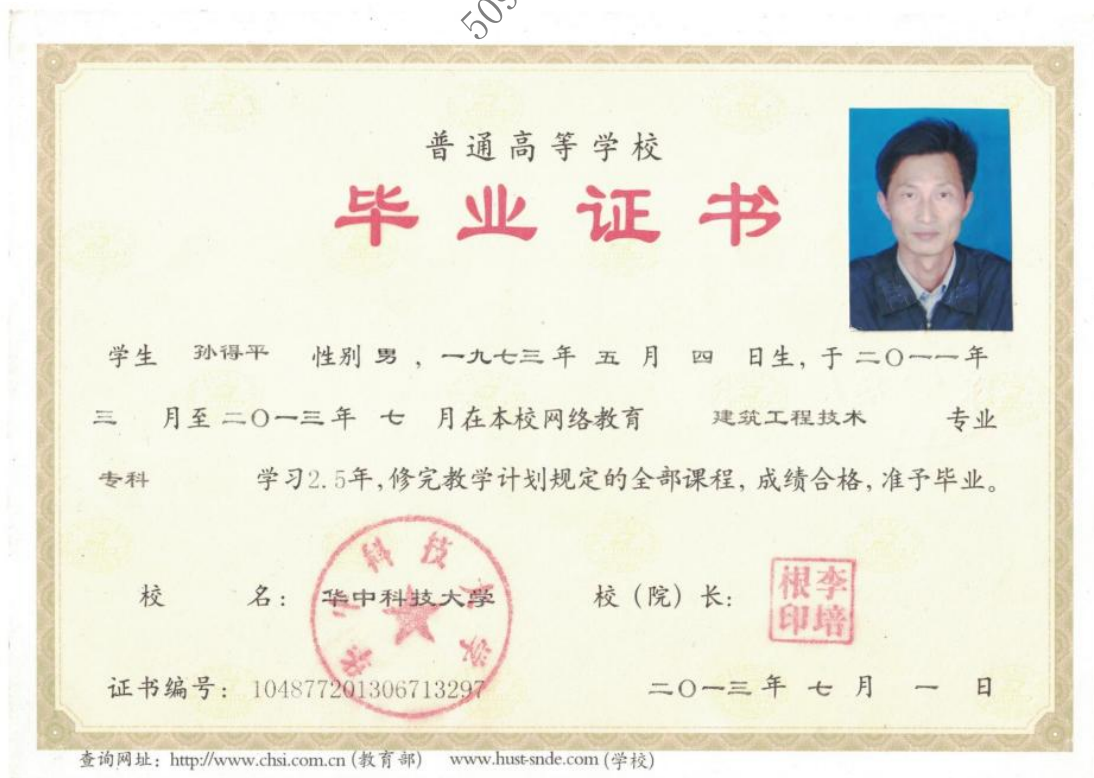 509
普通高等学校
毕业证书
学生 孙得平 性别 男 , 一九七三年 五 月 四 日生, 于 二〇一一年
三 月至 二〇一三年 七 月在本校网络教育 建筑工程技术 专业
专科 学习2.5年, 修完教学计划规定的全部课程, 成绩合格, 准予毕业。
华中科技大学
校 名: 华中科技大学 校 (院) 长:
李培根印
证书编号: 104877201306713297 二〇一三年 七 月 一 日
查询网址: http://www.chsi.com.cn (教育部) www.hust-snde.com (学校)